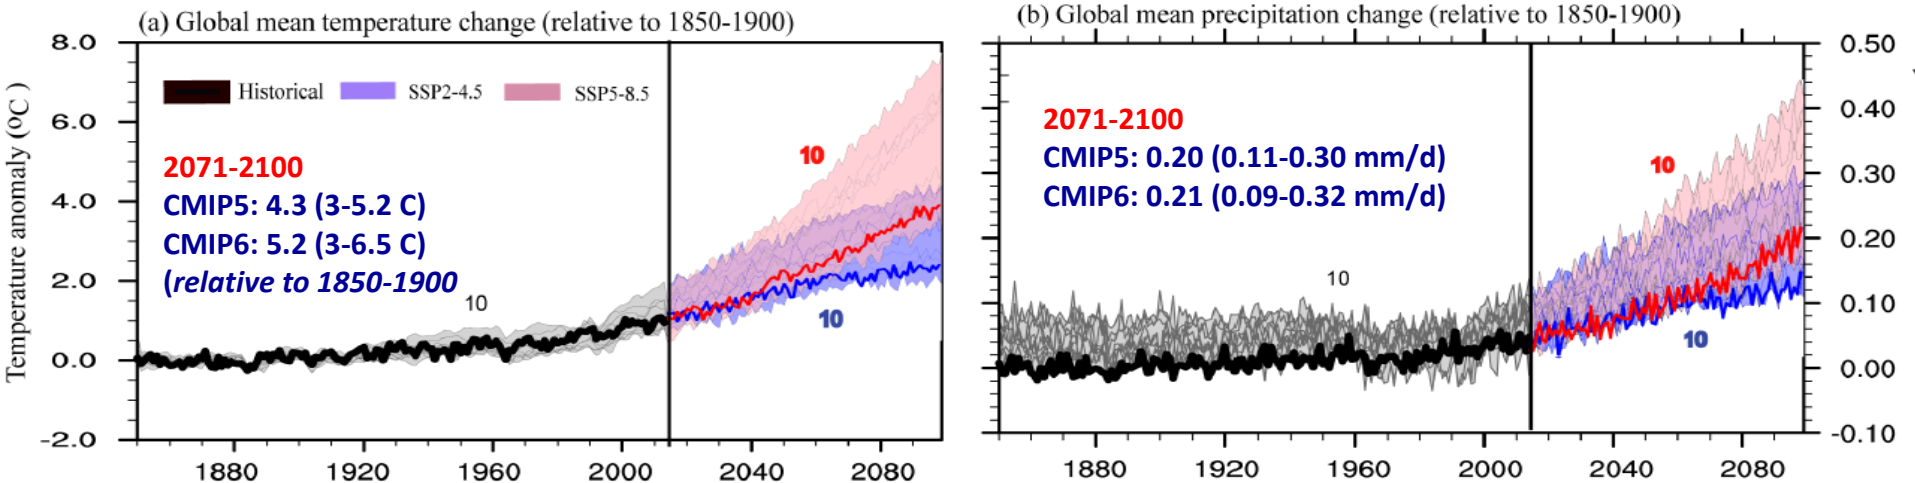 (a) Global mean temperature change (relative to 1850-1900)
8.0
6.0
4.0
2.0
0.0
-2.0
Temperature anomaly (ºC )
Historical SSP2-4.5 SSP5-8.5
2071-2100
CMIP5: 4.3 (3-5.2 C)
CMIP6: 5.2 (3-6.5 C)
(relative to 1850-1900
10
10
10
1880 1920 1960 2000 2040 2080
(b) Global mean precipitation change (relative to 1850-1900)
2071-2100
CMIP5: 0.20 (0.11-0.30 mm/d)
CMIP6: 0.21 (0.09-0.32 mm/d)
10
10
10
0.50
0.40
0.30
0.20
0.10
0.00
-0.10
1880 1920 1960 2000 2040 2080